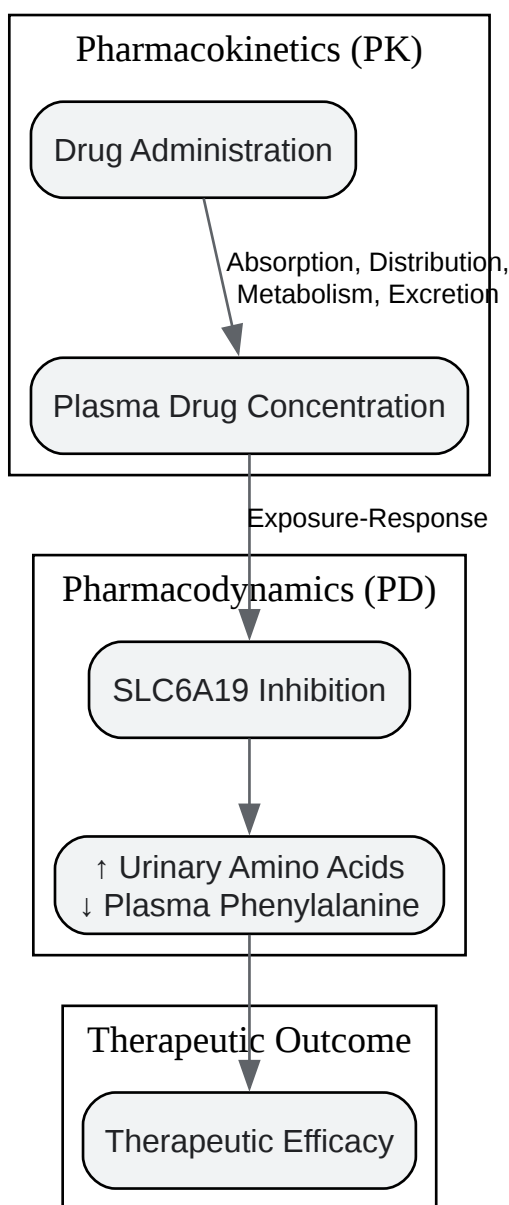 Pharmacokinetics (PK)
Drug Administration
Absorption, Distribution,
Metabolism, Excretion
Plasma Drug Concentration
Exposure-Response
Pharmacodynamics (PD)
SLC6A19 Inhibition
↑ Urinary Amino Acids
↓ Plasma Phenylalanine
Therapeutic Outcome
Therapeutic Efficacy